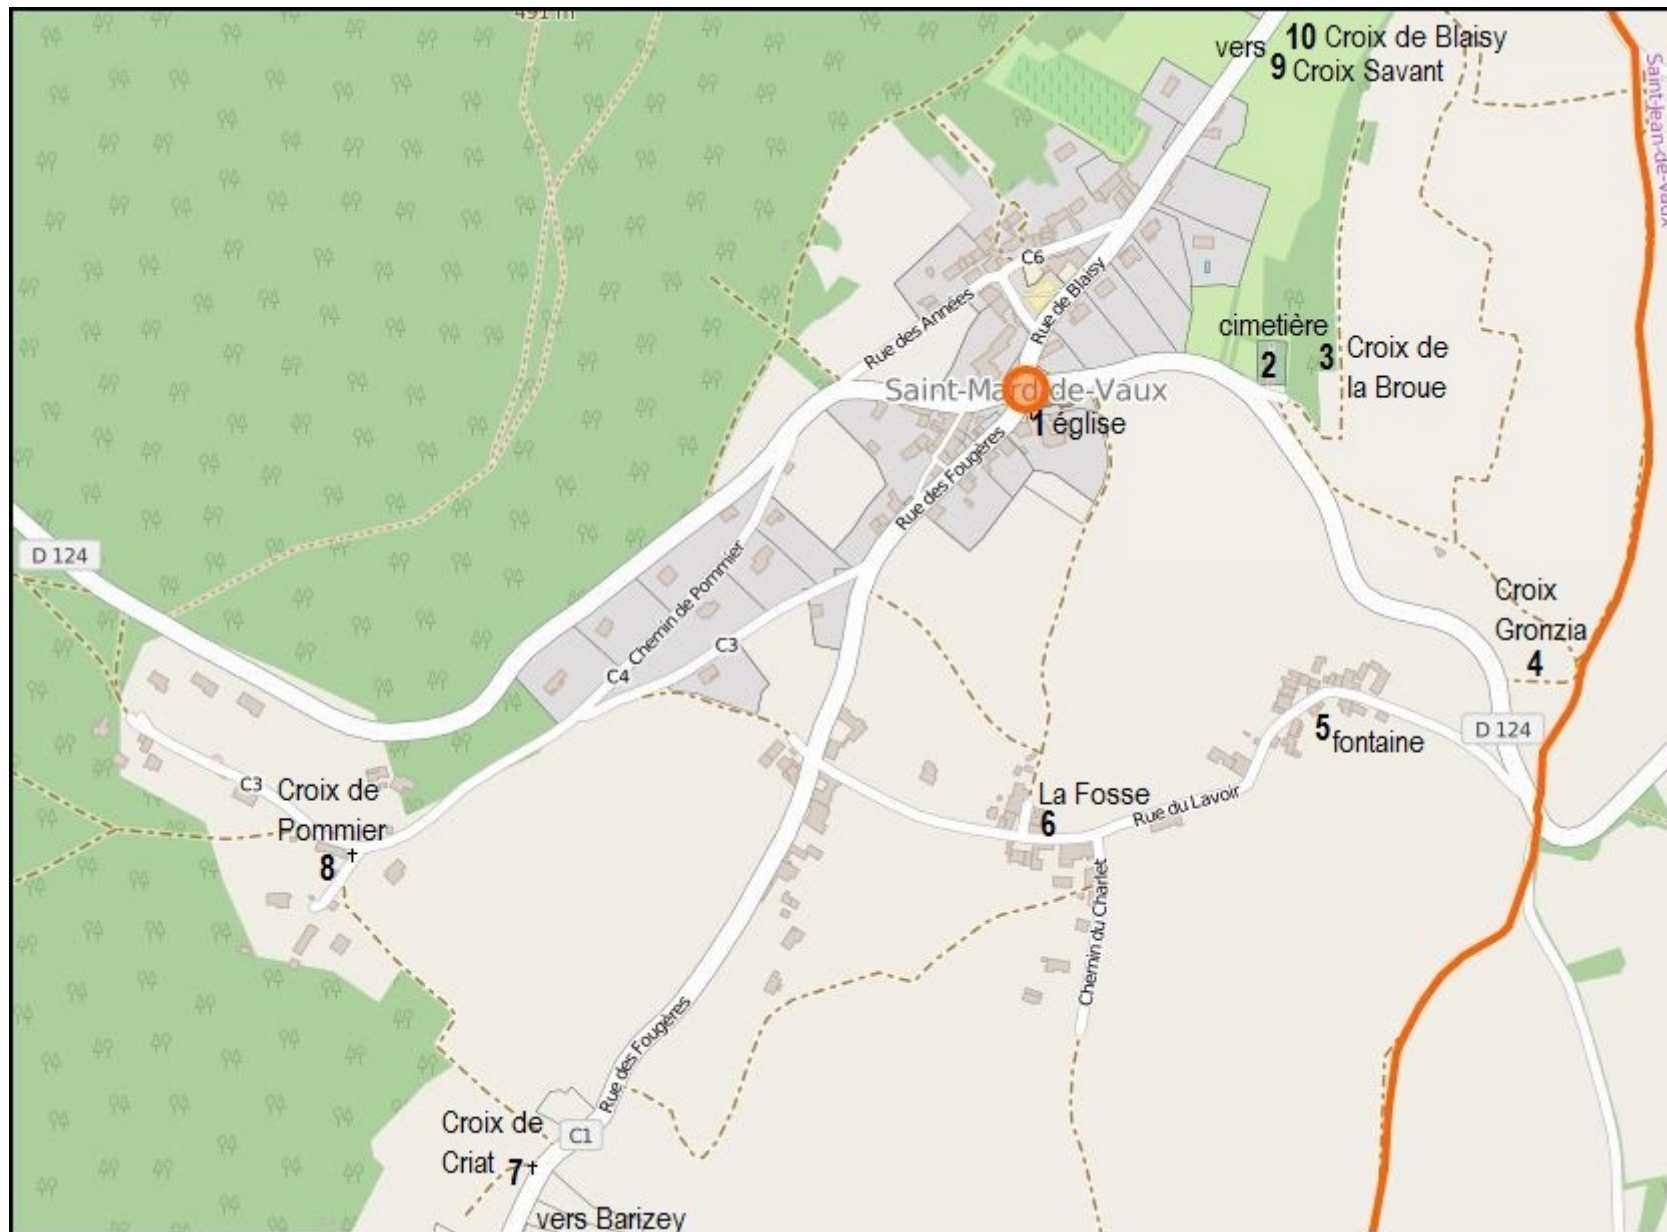 491 m
vers 10 Croix de Blaisy
9 Croix Savant
Saint-Jean-de-Vaux
C6
Rue de Blaisy
Rue des Années
cimetière
2
3 Croix de
la Broue
Saint-Mard-de-Vaux
1 église
Rue des Fougères
D 124
Chemin de Pommier
C3
C4
Croix
Gronzia
4
5 fontaine
D 124
C3
Croix de
Pommier
8
La Fosse
6
Rue du Lavoir
Chemin du Charlet
Rue des Fougères
Croix de
Criat 7
C1
vers Barizey